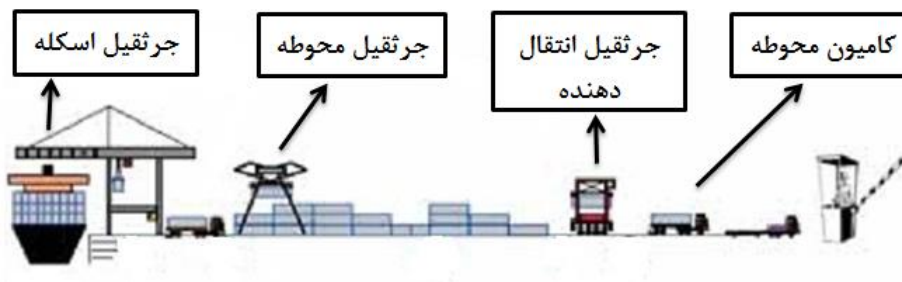 کامیون محوطه
جرثقیل انتقال
دهنده
جرثقیل محوطه
جرثقیل اسکله